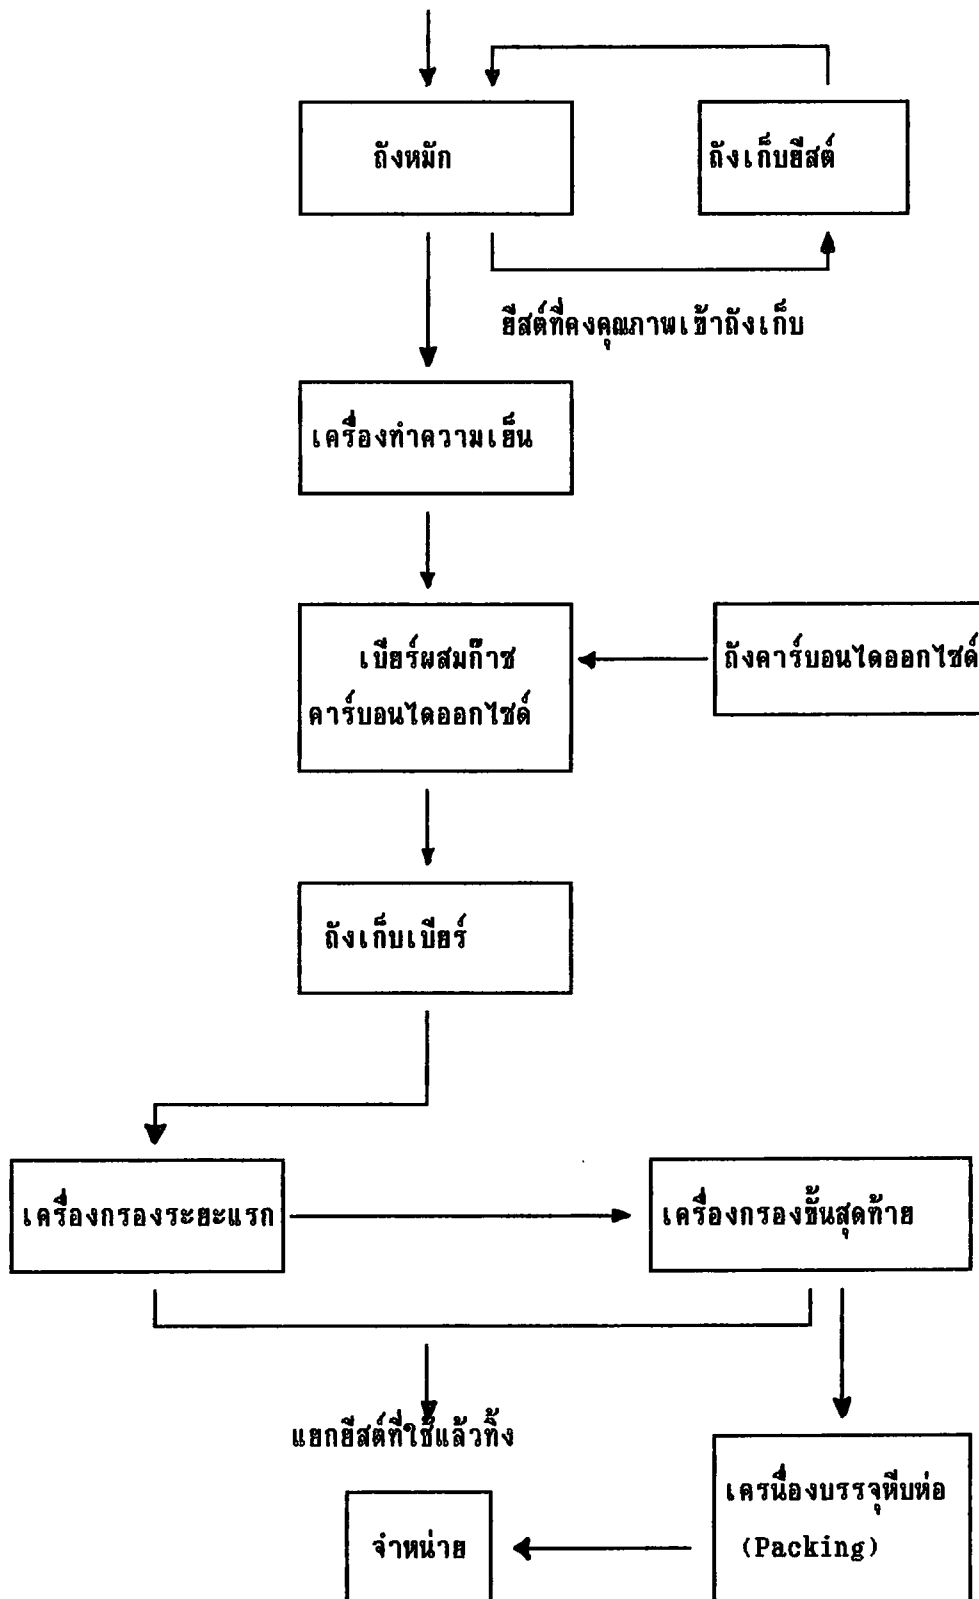 ถังหมัก
ถังเก็บยีสต์
ยีสต์ที่คงคุณภาพเข้าถังเก็บ
เครื่องทำความเย็น
เบียร์ผสมก๊าซ
คาร์บอนไดออกไซด์
ถังคาร์บอนไดออกไซด์
ถังเก็บเบียร์
เครื่องกรองระยะแรก
เครื่องกรองขั้นสุดท้าย
แยกยีสต์ที่ใช้แล้วทิ้ง
เครนื่องบรรจุหีบห่อ
(Packing)
จำหน่าย